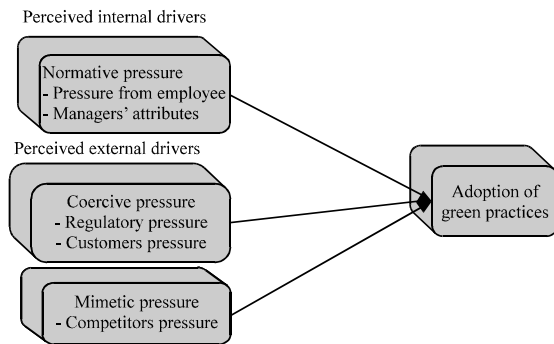 Perceived internal drivers
Normative pressure
- Pressure from employee
- Managers' attributes
Perceived external drivers
Coercive pressure
- Regulatory pressure
- Customers pressure
Mimetic pressure
- Competitors pressure
Adoption of
green practices